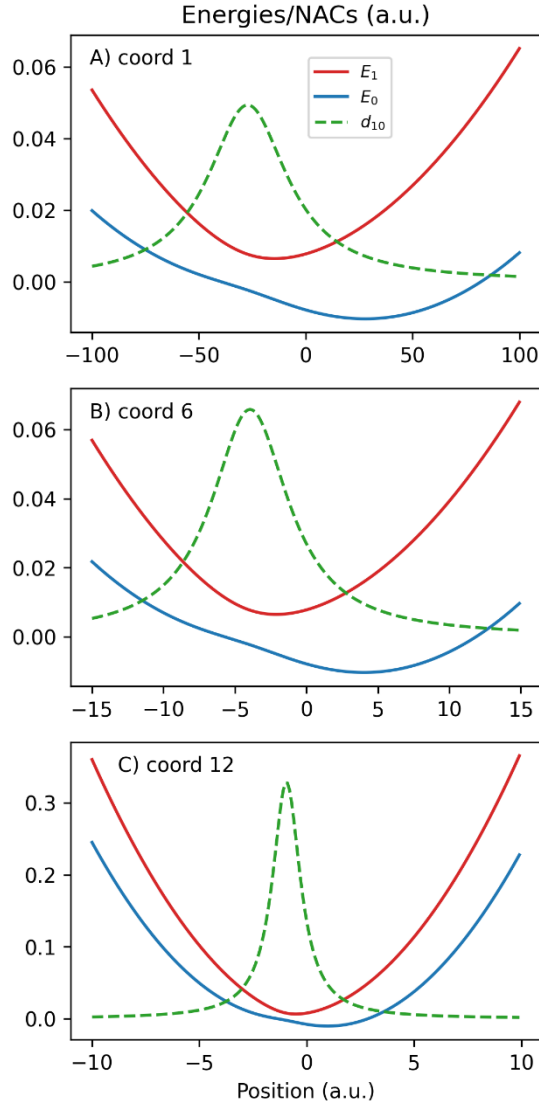 Energies/NACs (a.u.)
A) coord 1
E₁
E₀
d₁₀
0.06
0.04
0.02
0.00
−100 −50 0 50 100
B) coord 6
0.06
0.04
0.02
0.00
−15 −10 −5 0 5 10 15
C) coord 12
0.3
0.2
0.1
0.0
−10 −5 0 5 10
Position (a.u.)